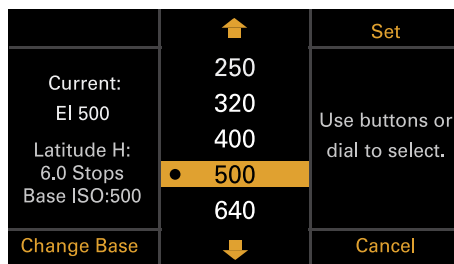 Current:
EI 500
Latitude H:
6.0 Stops
Base ISO:500
Change Base
250
320
400
500
640
Set
Use buttons or
dial to select.
Cancel